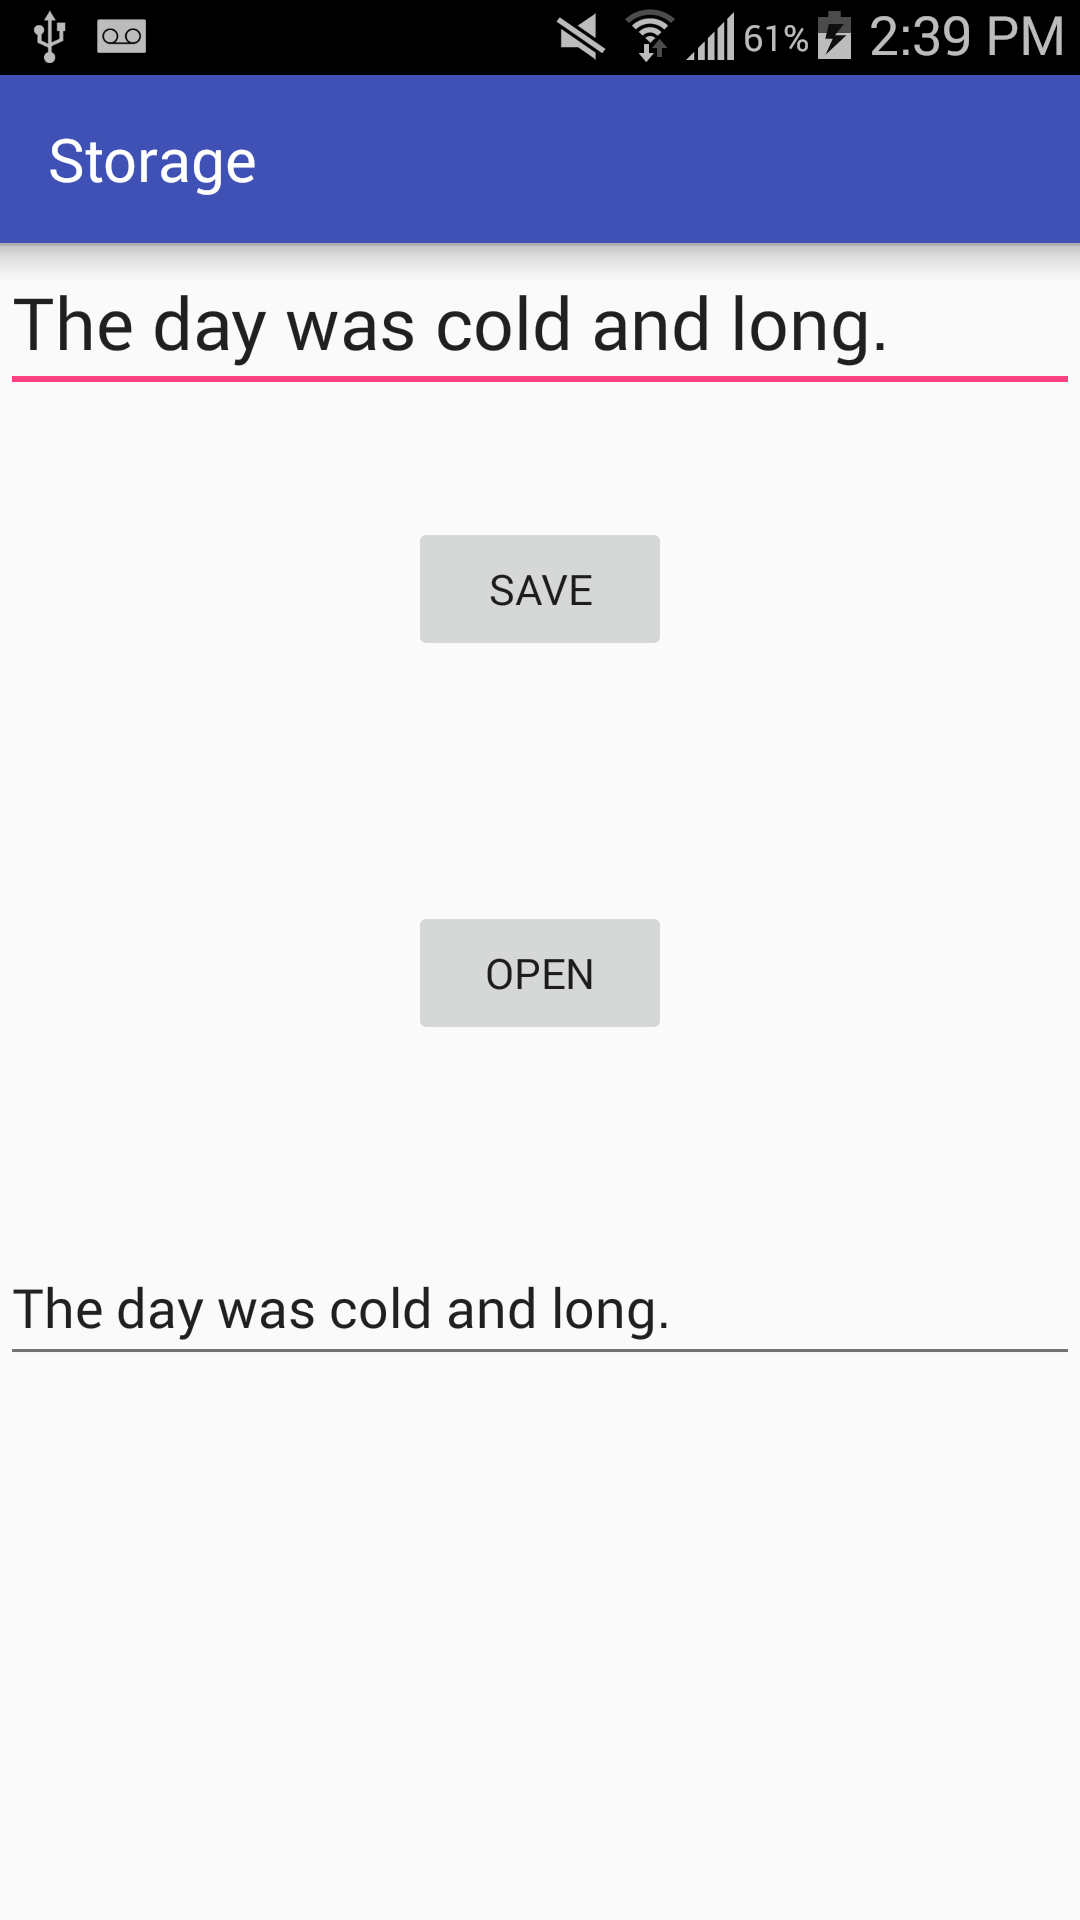 61% 2:39 PM
Storage
The day was cold and long.
SAVE
OPEN
The day was cold and long.